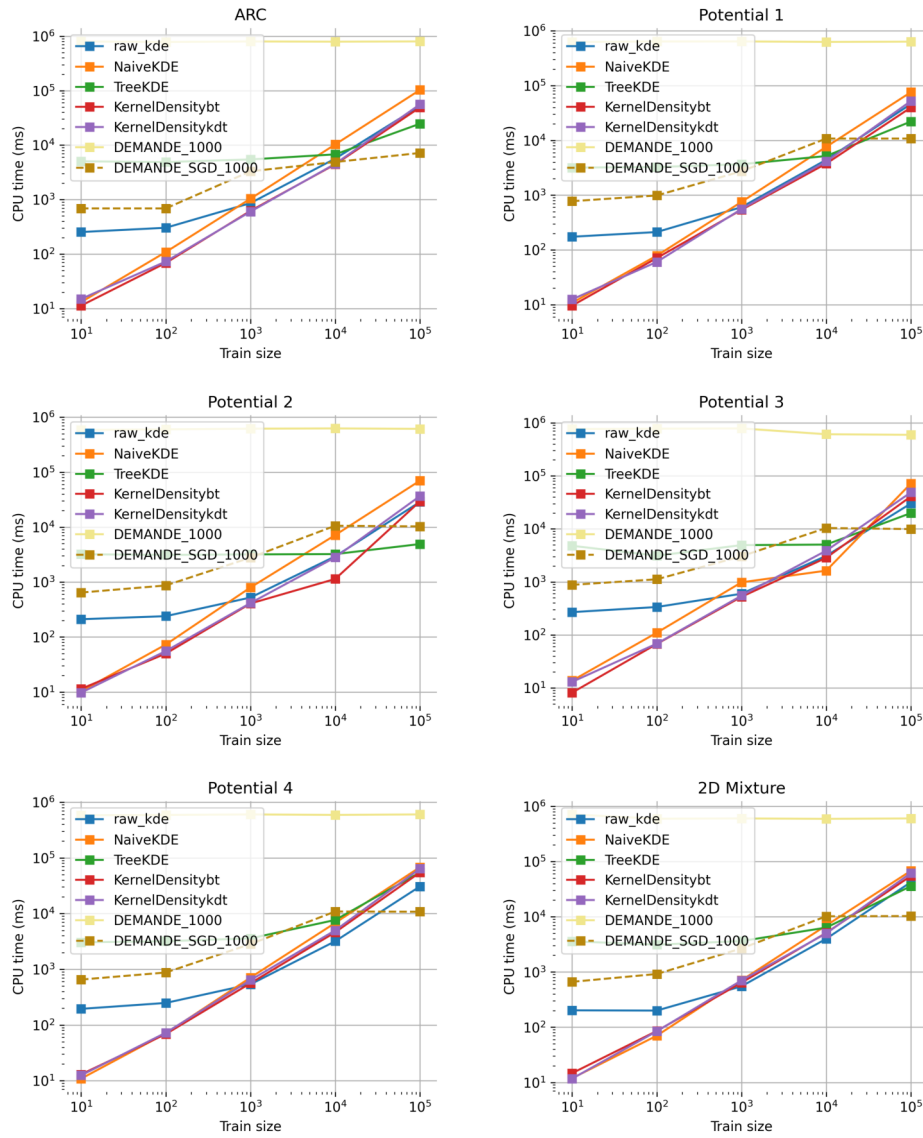 ARC
CPU time (ms)
10^6
10^5
10^4
10^3
10^2
10^1
raw_kde
NaiveKDE
TreeKDE
KernelDensitybt
KernelDensitykdt
DEMANDE_1000
DEMANDE_SGD_1000
10^1 10^2 10^3 10^4 10^5
Train size
Potential 1
CPU time (ms)
10^6
10^5
10^4
10^3
10^2
10^1
raw_kde
NaiveKDE
TreeKDE
KernelDensitybt
KernelDensitykdt
DEMANDE_1000
DEMANDE_SGD_1000
10^1 10^2 10^3 10^4 10^5
Train size
Potential 2
CPU time (ms)
10^6
10^5
10^4
10^3
10^2
10^1
raw_kde
NaiveKDE
TreeKDE
KernelDensitybt
KernelDensitykdt
DEMANDE_1000
DEMANDE_SGD_1000
10^1 10^2 10^3 10^4 10^5
Train size
Potential 3
CPU time (ms)
10^6
10^5
10^4
10^3
10^2
10^1
raw_kde
NaiveKDE
TreeKDE
KernelDensitybt
KernelDensitykdt
DEMANDE_1000
DEMANDE_SGD_1000
10^1 10^2 10^3 10^4 10^5
Train size
Potential 4
CPU time (ms)
10^6
10^5
10^4
10^3
10^2
10^1
raw_kde
NaiveKDE
TreeKDE
KernelDensitybt
KernelDensitykdt
DEMANDE_1000
DEMANDE_SGD_1000
10^1 10^2 10^3 10^4 10^5
Train size
2D Mixture
CPU time (ms)
10^6
10^5
10^4
10^3
10^2
10^1
raw_kde
NaiveKDE
TreeKDE
KernelDensitybt
KernelDensitykdt
DEMANDE_1000
DEMANDE_SGD_1000
10^1 10^2 10^3 10^4 10^5
Train size